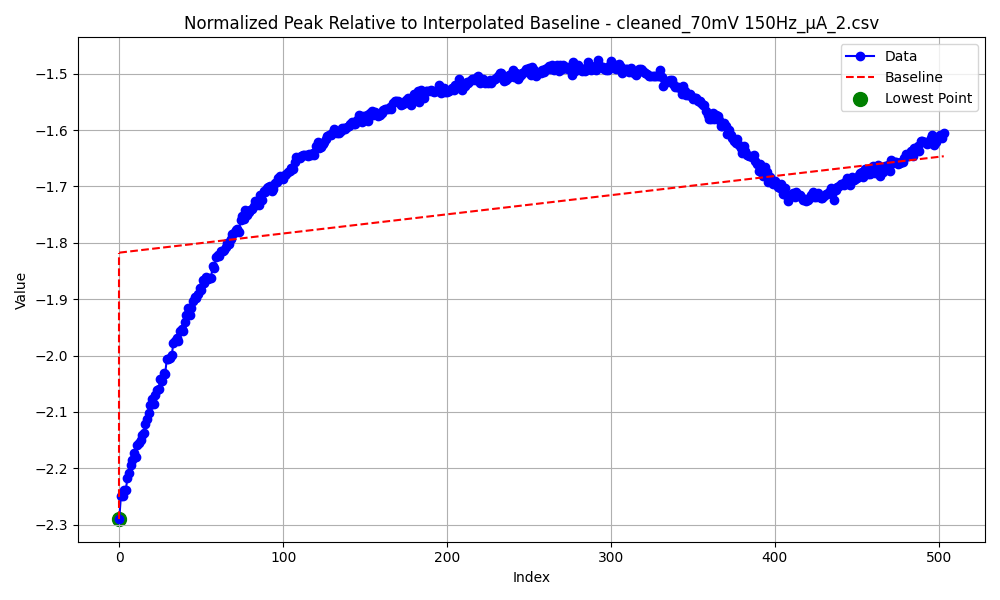 Normalized Peak Relative to Interpolated Baseline - cleaned_70mV 150Hz_μA_2.csv
Data
Baseline
Lowest Point
−1.5
−1.6
−1.7
−1.8
−1.9
−2.0
−2.1
−2.2
−2.3
Value
0
100
200
300
400
500
Index